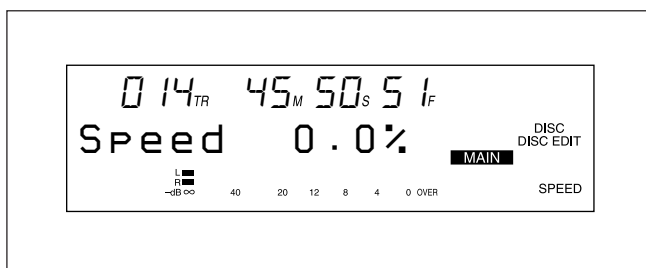 014TR 45M 50S 51F
Speed 0.0%
DISC
DISC EDIT
MAIN
L
R
–dB ∞ 40 20 12 8 4 0 OVER
SPEED